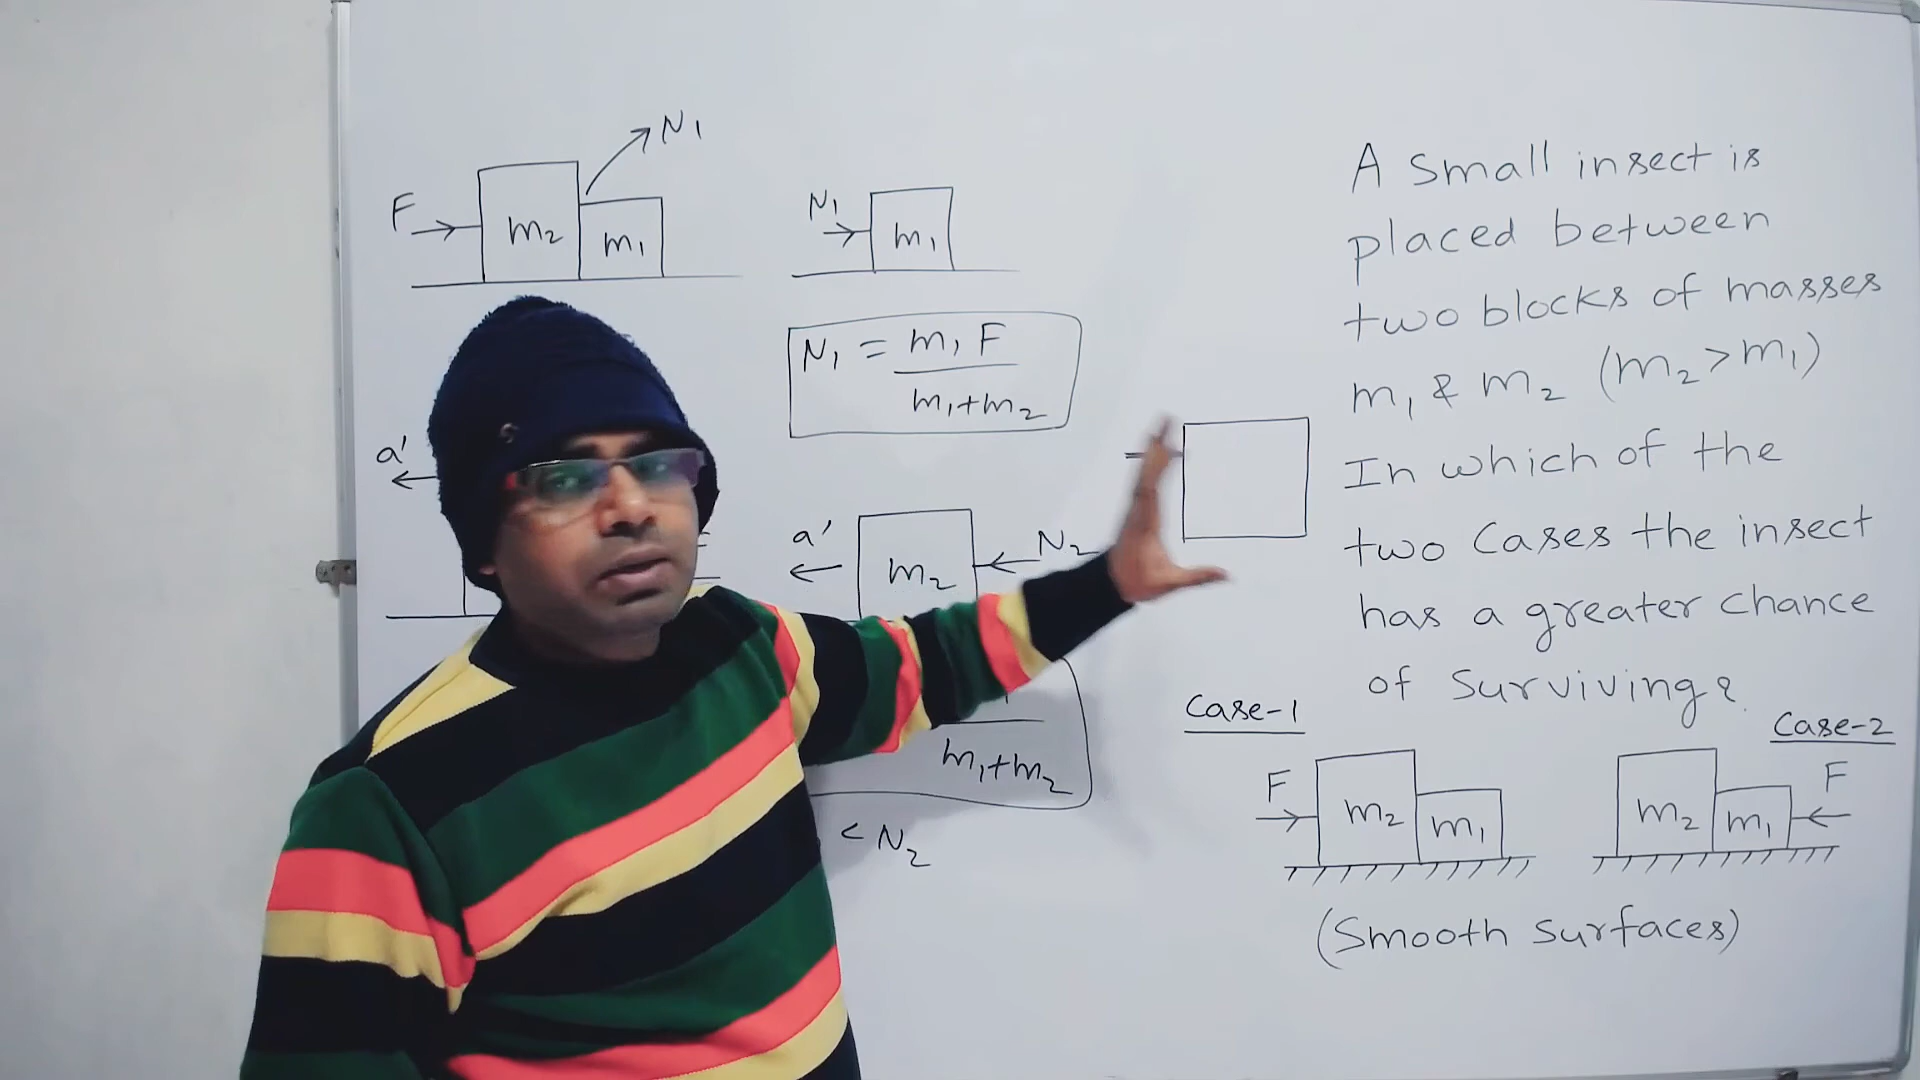 N₁
F
m₂
m₁
N₁
m₁
N₁ = m₁ F
m₁+m₂
a'
a'
m₂
N₂
m₁+m₂
< N₂
A small insect is
placed between
two blocks of masses
m₁ & m₂ (m₂>m₁)
In which of the
two Cases the insect
has a greater chance
of surviving?
Case-1
F
m₂
m₁
Case-2
F
m₂
m₁
(Smooth surfaces)